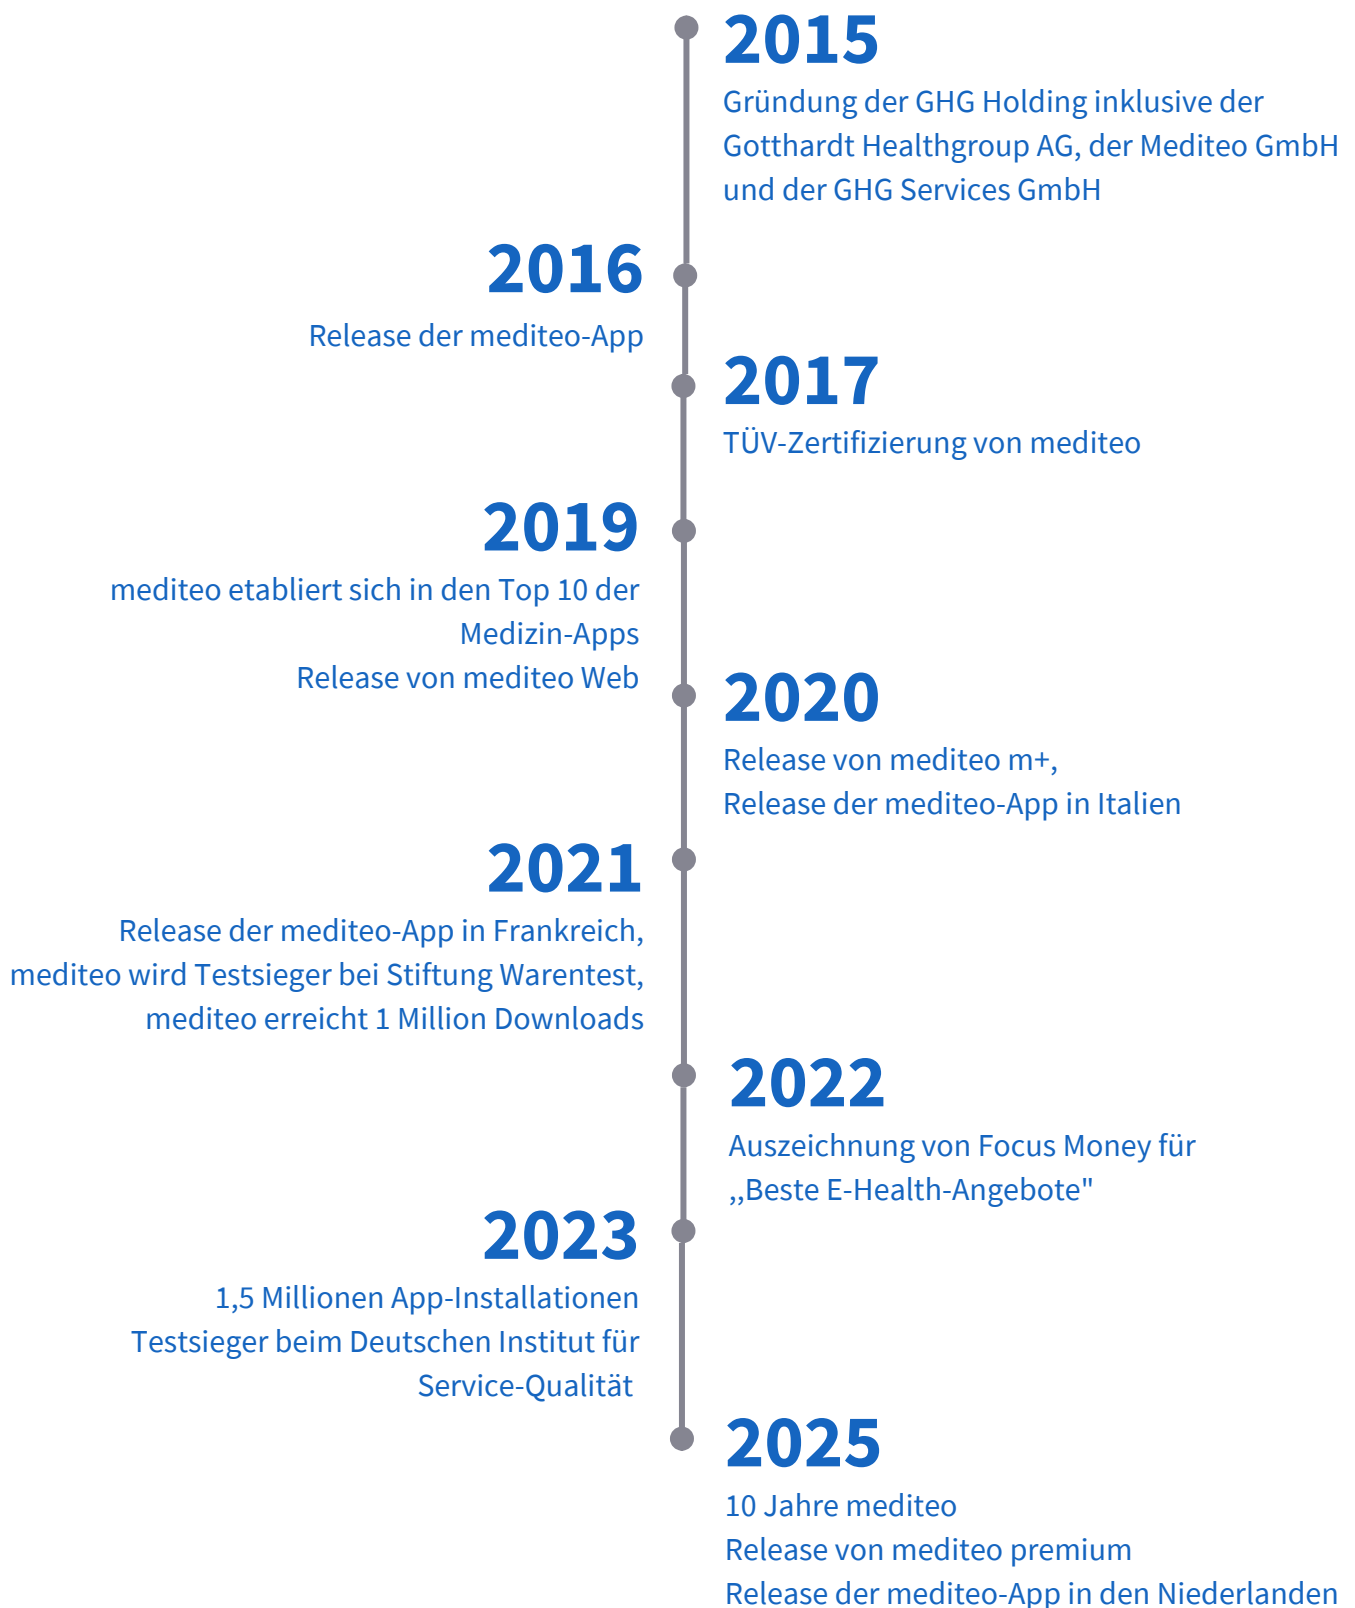 2015
Gründung der GHG Holding inklusive der
Gotthardt Healthgroup AG, der Mediteo GmbH
und der GHG Services GmbH
2016
Release der mediteo-App
2017
TÜV-Zertifizierung von mediteo
2019
mediteo etabliert sich in den Top 10 der
Medizin-Apps
Release von mediteo Web
2020
Release von mediteo m+,
Release der mediteo-App in Italien
2021
Release der mediteo-App in Frankreich,
mediteo wird Testsieger bei Stiftung Warentest,
mediteo erreicht 1 Million Downloads
2022
Auszeichnung von Focus Money für
,,Beste E-Health-Angebote"
2023
1,5 Millionen App-Installationen
Testsieger beim Deutschen Institut für
Service-Qualität
2025
10 Jahre mediteo
Release von mediteo premium
Release der mediteo-App in den Niederlanden